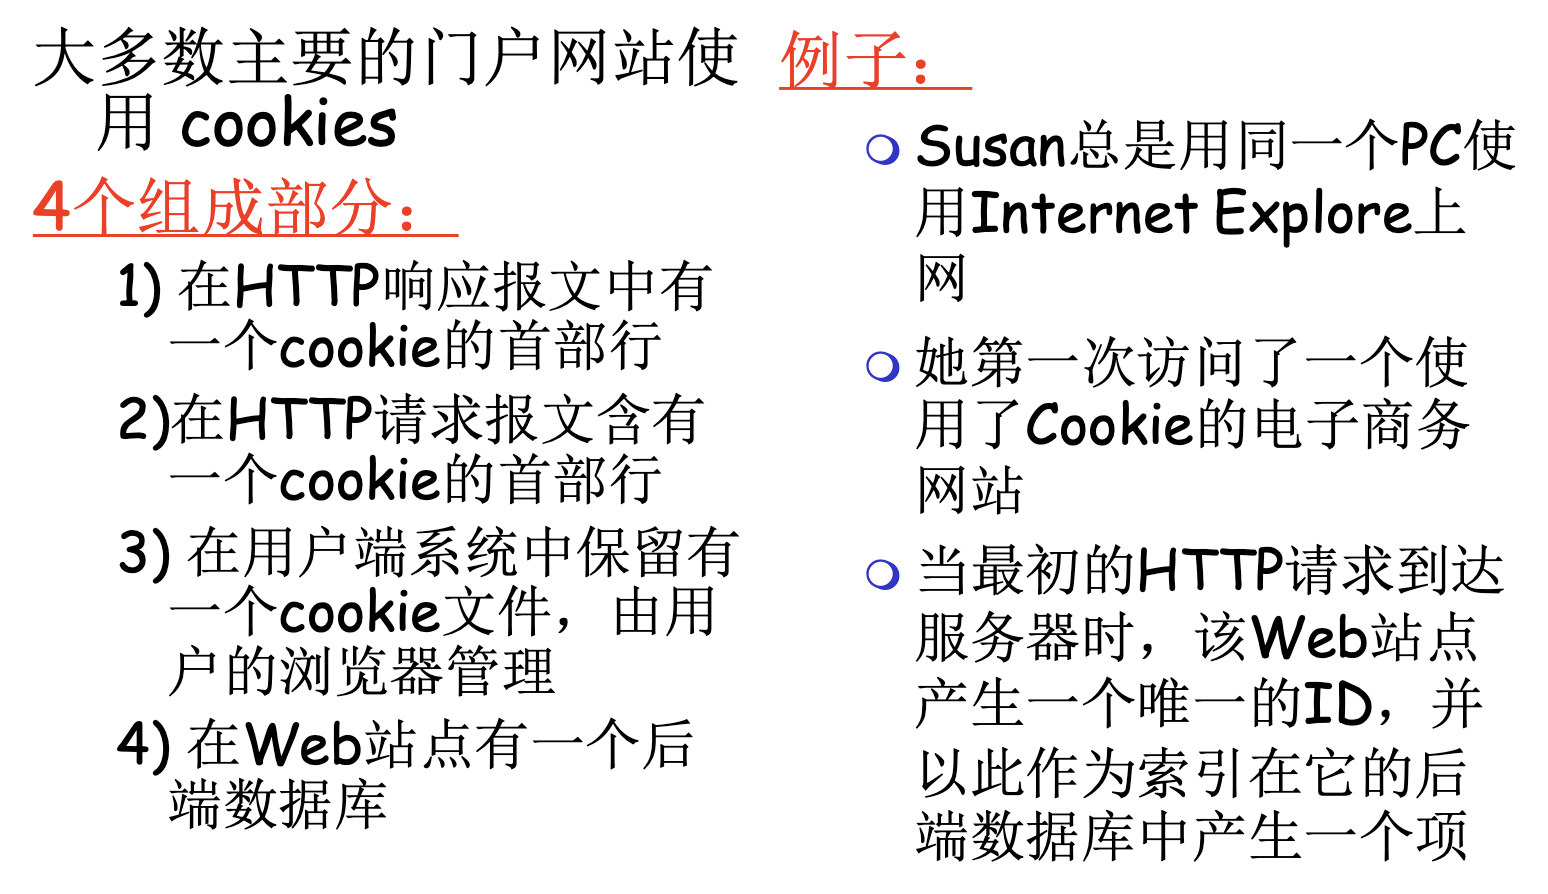 大多数主要的门户网站使
用 cookies
4个组成部分：
1) 在HTTP响应报文中有
一个cookie的首部行
2)在HTTP请求报文含有
一个cookie的首部行
3) 在用户端系统中保留有
一个cookie文件，由用
户的浏览器管理
4) 在Web站点有一个后
端数据库
例子：
Susan总是用同一个PC使
用Internet Explore上
网
她第一次访问了一个使
用了Cookie的电子商务
网站
当最初的HTTP请求到达
服务器时，该Web站点
产生一个唯一的ID，并
以此作为索引在它的后
端数据库中产生一个项